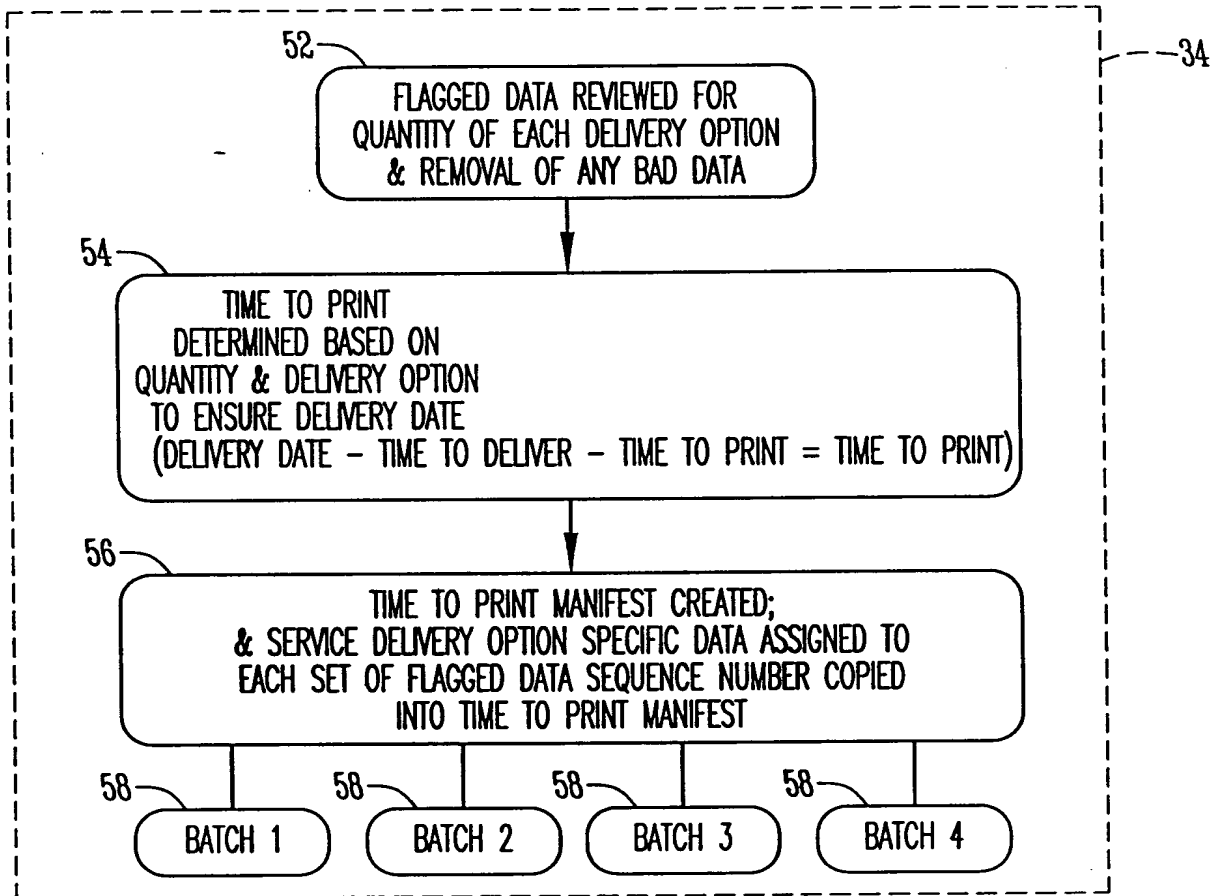 52
34
FLAGGED DATA REVIEWED FOR
QUANTITY OF EACH DELIVERY OPTION
& REMOVAL OF ANY BAD DATA
54
TIME TO PRINT
DETERMINED BASED ON
QUANTITY & DELIVERY OPTION
TO ENSURE DELIVERY DATE
(DELIVERY DATE - TIME TO DELIVER - TIME TO PRINT = TIME TO PRINT)
56
TIME TO PRINT MANIFEST CREATED;
& SERVICE DELIVERY OPTION SPECIFIC DATA ASSIGNED TO
EACH SET OF FLAGGED DATA SEQUENCE NUMBER COPIED
INTO TIME TO PRINT MANIFEST
58 58 58 58
BATCH 1 BATCH 2 BATCH 3 BATCH 4